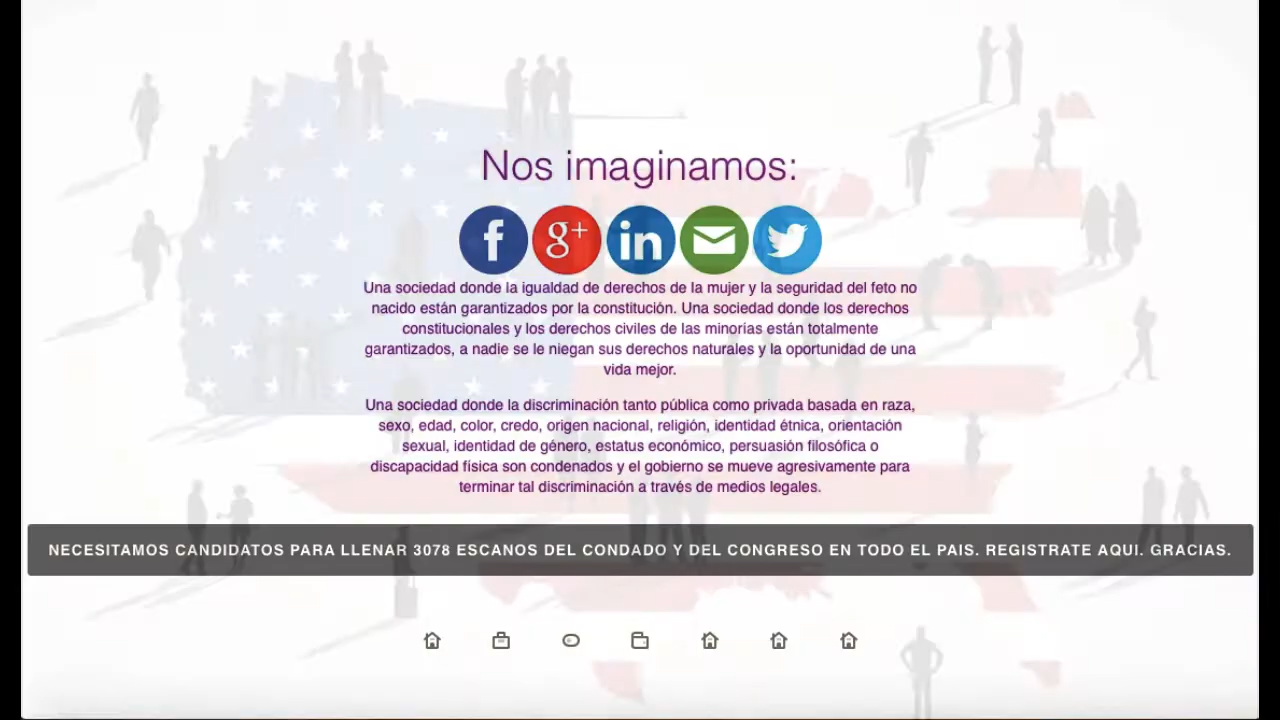 Nos imaginamos:
f g+ in
Una sociedad donde la igualdad de derechos de la mujer y la seguridad del feto no
nacido están garantizados por la constitución. Una sociedad donde los derechos
constitucionales y los derechos civiles de las minorías están totalmente
garantizados, a nadie se le niegan sus derechos naturales y la oportunidad de una
vida mejor.
Una sociedad donde la discriminación tanto pública como privada basada en raza,
sexo, edad, color, credo, origen nacional, religión, identidad étnica, orientación
sexual, identidad de género, estatus económico, persuasión filosófica o
discapacidad física son condenados y el gobierno se mueve agresivamente para
terminar tal discriminación a través de medios legales.
NECESITAMOS CANDIDATOS PARA LLENAR 3078 ESCANOS DEL CONDADO Y DEL CONGRESO EN TODO EL PAIS. REGISTRATE AQUI. GRACIAS.